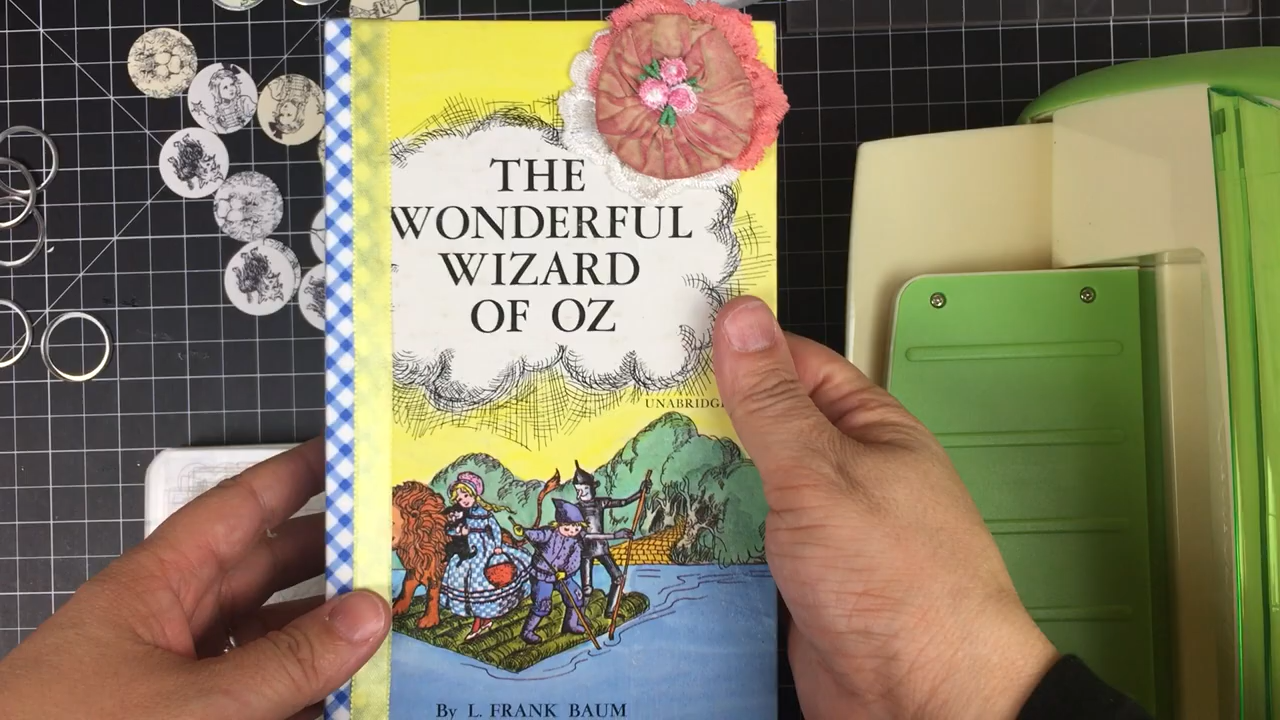 THE
WONDERFUL
WIZARD
OF OZ
By L. FRANK BAUM